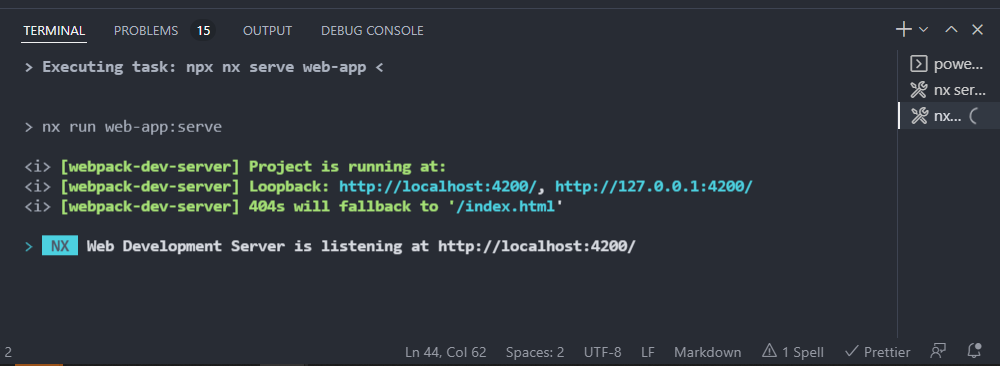 TERMINAL PROBLEMS 15 OUTPUT DEBUG CONSOLE
> Executing task: npx nx serve web-app <
powe...
nx ser...
nx...
> nx run web-app:serve
<i> [webpack-dev-server] Project is running at:
<i> [webpack-dev-server] Loopback: http://localhost:4200/, http://127.0.0.1:4200/
<i> [webpack-dev-server] 404s will fallback to '/index.html'
> NX Web Development Server is listening at http://localhost:4200/
2 Ln 44, Col 62 Spaces: 2 UTF-8 LF Markdown 1 Spell Prettier